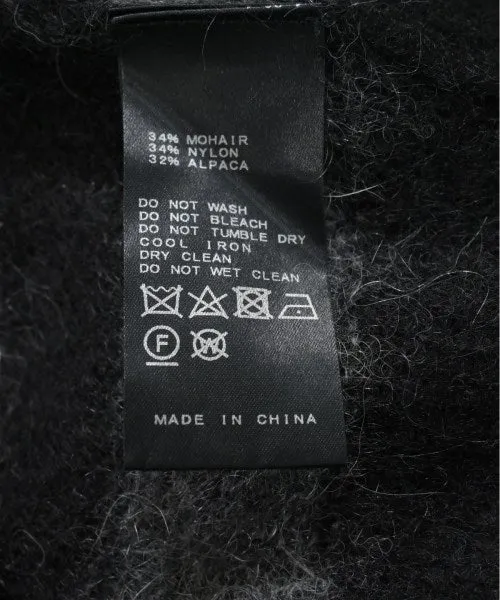 34% MOHAIR
34% NYLON
32% ALPACA
DO NOT WASH
DO NOT BLEACH
DO NOT TUMBLE DRY
COOL IRON
DRY CLEAN
DO NOT WET CLEAN
F W
MADE IN CHINA